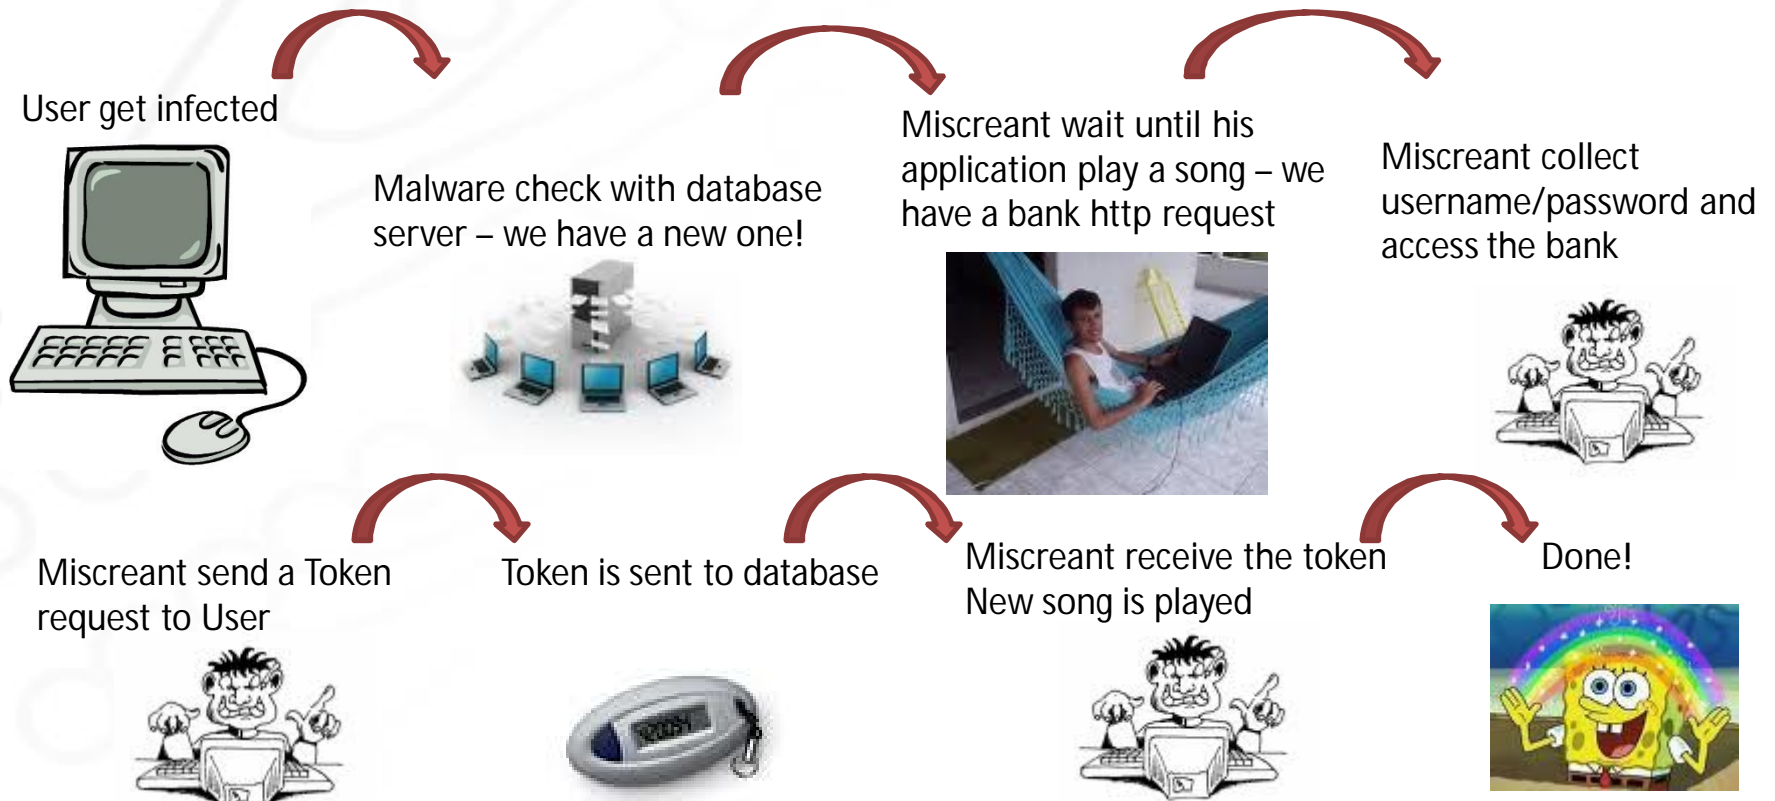 User get infected
Malware check with database
server – we have a new one!
Miscreant wait until his
application play a song – we
have a bank http request
Miscreant collect
username/password and
access the bank
Miscreant send a Token
request to User
Token is sent to database
Miscreant receive the token
New song is played
Done!